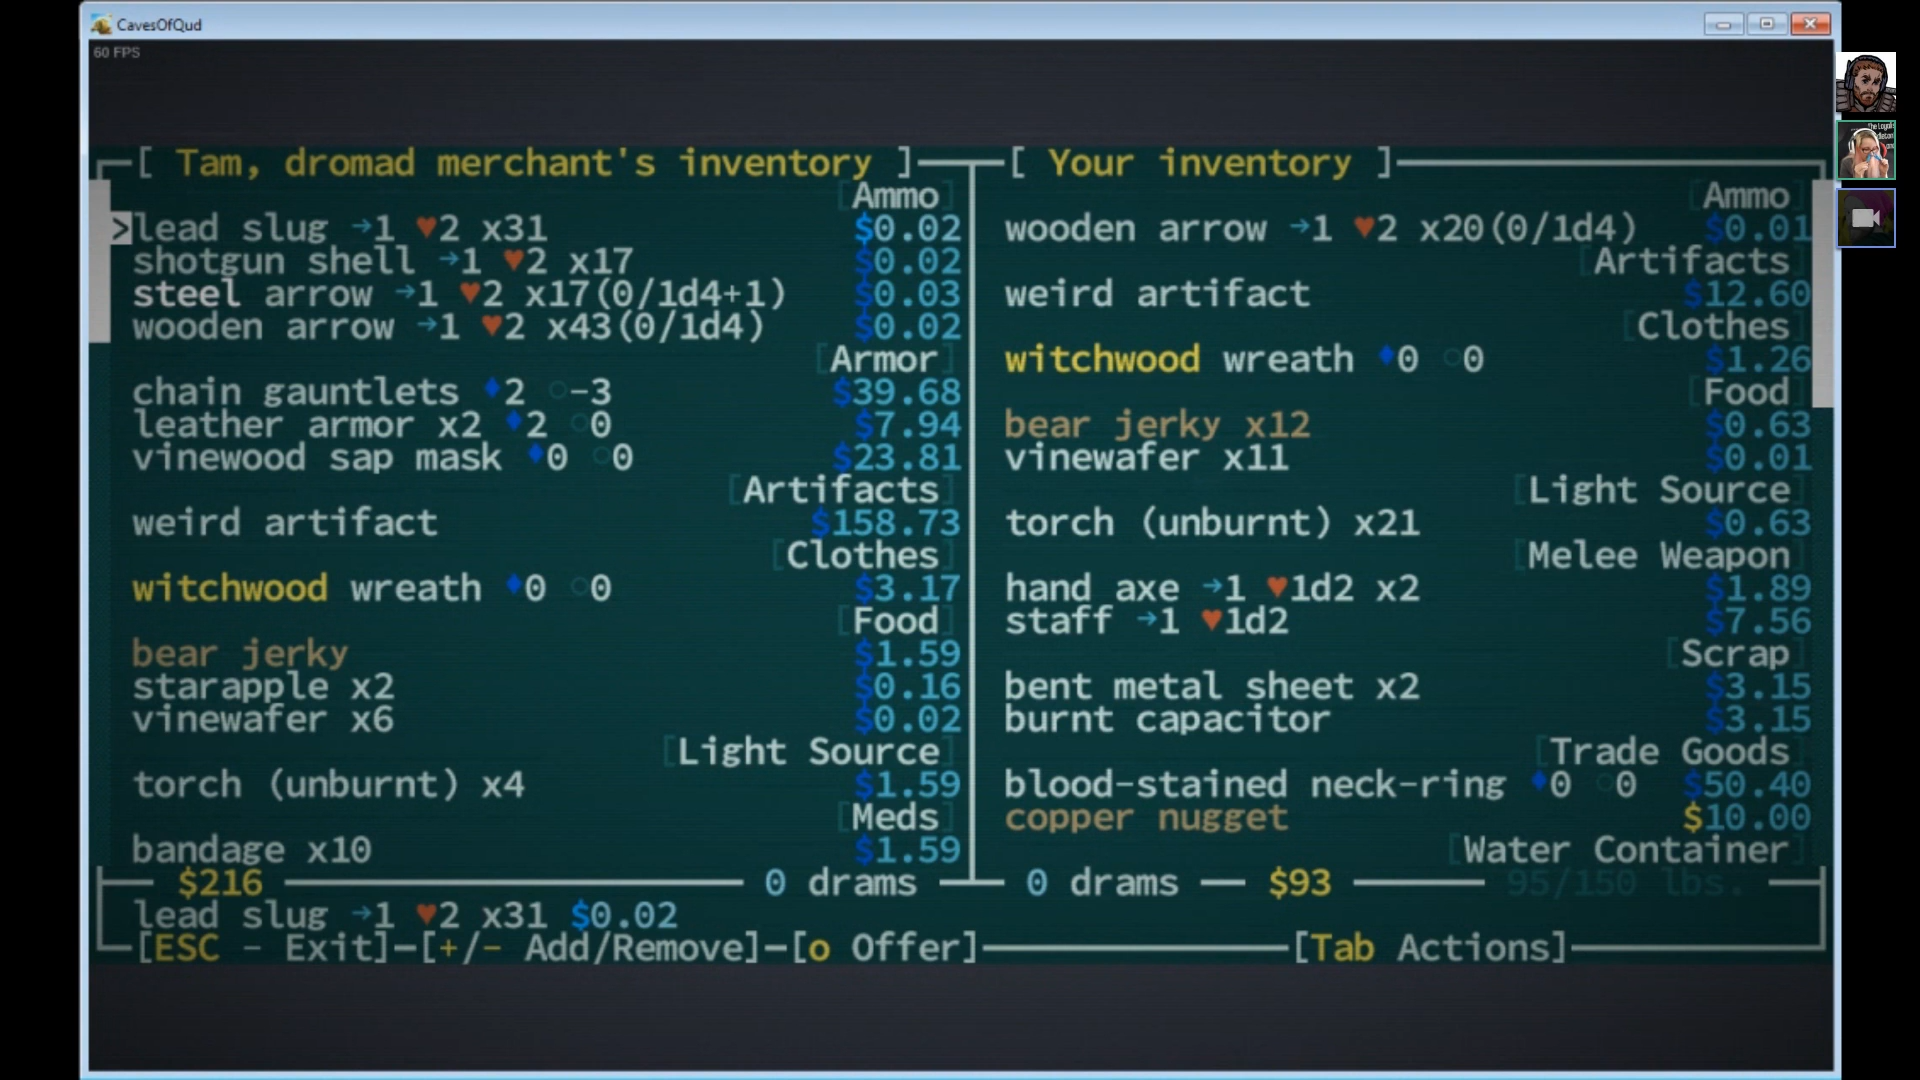 CavesOfQud
60 FPS
[ Tam, dromad merchant's inventory ]
[Ammo]
>lead slug →1 ♥2 x31 $0.02
shotgun shell →1 ♥2 x17 $0.02
steel arrow →1 ♥2 x17(0/1d4+1) $0.03
wooden arrow →1 ♥2 x43(0/1d4) $0.02
[Armor]
chain gauntlets ♦2 ○-3 $39.68
leather armor x2 ♦2 ○0 $7.94
vinewood sap mask ♦0 ○0 $23.81
[Artifacts]
weird artifact $158.73
[Clothes]
witchwood wreath ♦0 ○0 $3.17
[Food]
bear jerky $1.59
starapple x2 $0.16
vinewafer x6 $0.02
[Light Source]
torch (unburnt) x4 $1.59
[Meds]
bandage x10 $1.59
$216 0 drams
[ Your inventory ]
[Ammo]
wooden arrow →1 ♥2 x20(0/1d4) $0.01
[Artifacts]
weird artifact $12.60
[Clothes]
witchwood wreath ♦0 ○0 $1.26
[Food]
bear jerky x12 $0.63
vinewafer x11 $0.01
[Light Source]
torch (unburnt) x21 $0.63
[Melee Weapon]
hand axe →1 ♥1d2 x2 $1.89
staff →1 ♥1d2 $7.56
[Scrap]
bent metal sheet x2 $3.15
burnt capacitor $3.15
[Trade Goods]
blood-stained neck-ring ♦0 ○0 $50.40
copper nugget $10.00
[Water Container]
0 drams $93 95/150 lbs.
lead slug →1 ♥2 x31 $0.02
[ESC - Exit]-[+/- Add/Remove]-[o Offer] [Tab Actions]